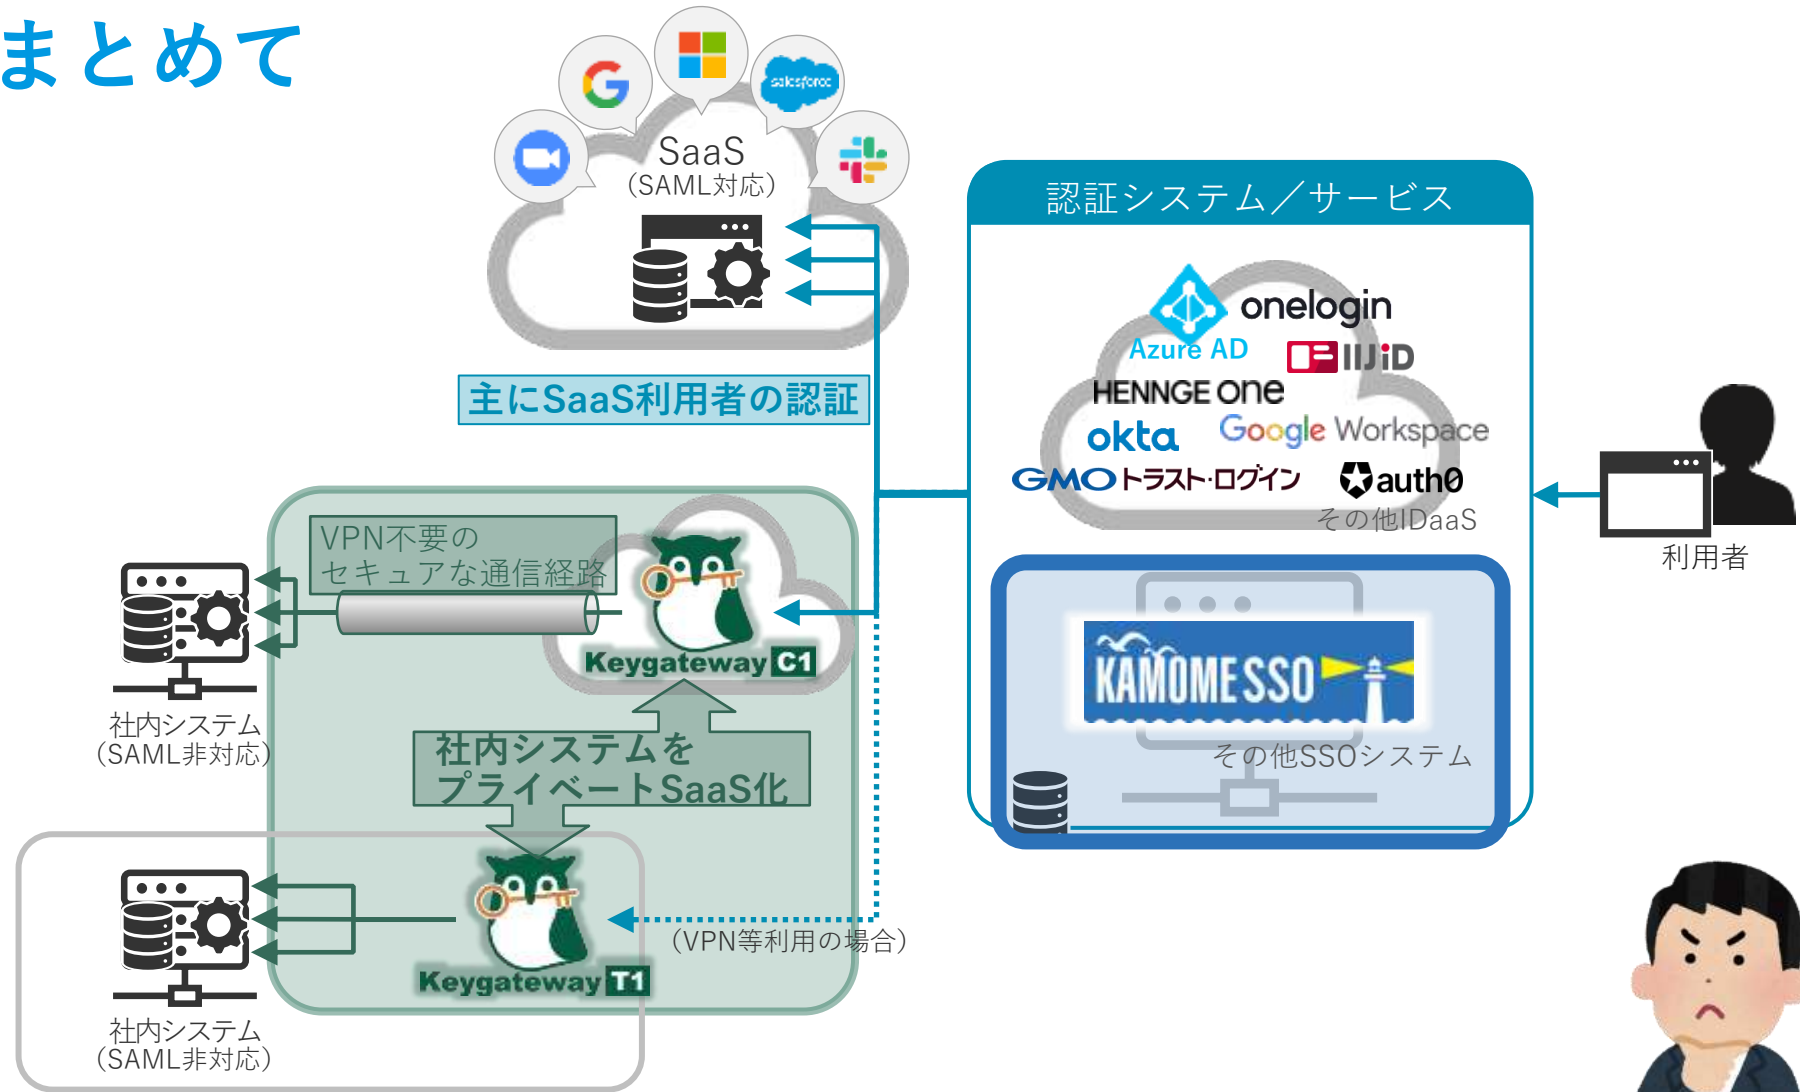 まとめて
salesforce
SaaS
（SAML対応）
認証システム／サービス
onelogin
Azure AD
IIJiD
HENNGE one
主にSaaS利用者の認証
okta
Google Workspace
GMOトラスト・ログイン
auth0
その他IDaaS
利用者
VPN不要の
セキュアな通信経路
Keygateway C1
KAMOME SSO
社内システム
（SAML非対応）
社内システムを
プライベートSaaS化
その他SSOシステム
（VPN等利用の場合）
Keygateway T1
社内システム
（SAML非対応）